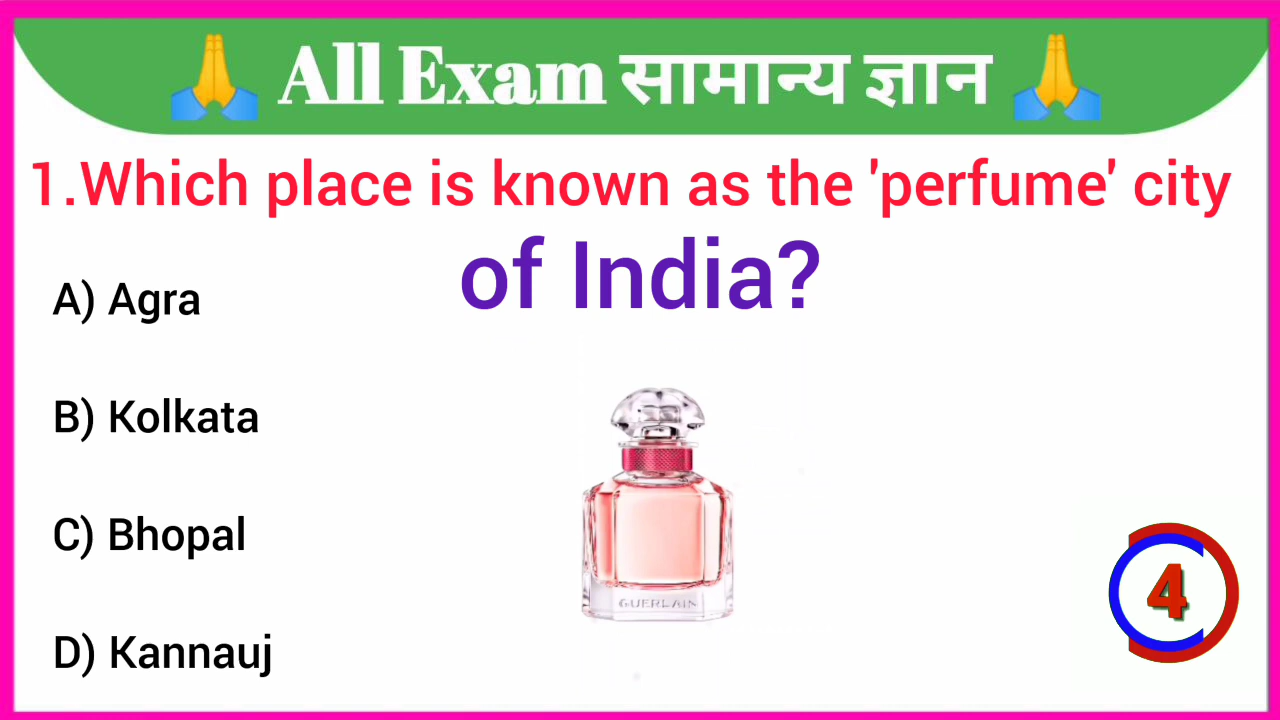 All Exam सामान्य ज्ञान
1.Which place is known as the 'perfume' city
of India?
A) Agra
B) Kolkata
C) Bhopal
D) Kannauj
GUERLAIN
4